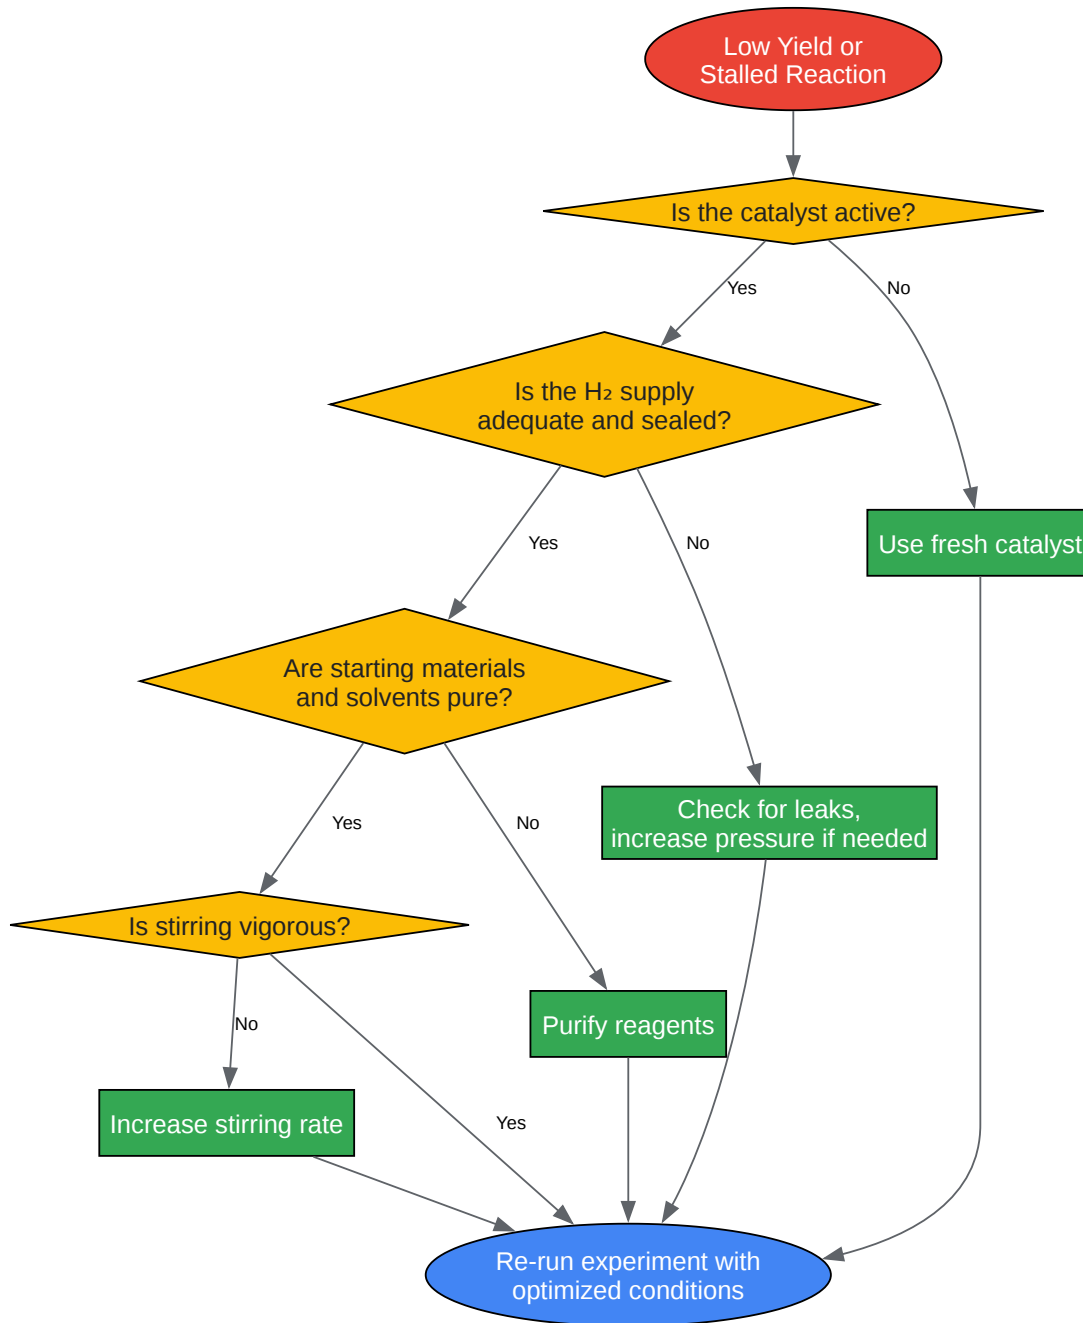 Low Yield or
Stalled Reaction
Is the catalyst active?
Yes
No
Is the H₂ supply
adequate and sealed?
Yes
No
Use fresh catalyst
Are starting materials
and solvents pure?
Yes
No
Check for leaks,
increase pressure if needed
Is stirring vigorous?
No
Yes
Purify reagents
Increase stirring rate
Re-run experiment with
optimized conditions